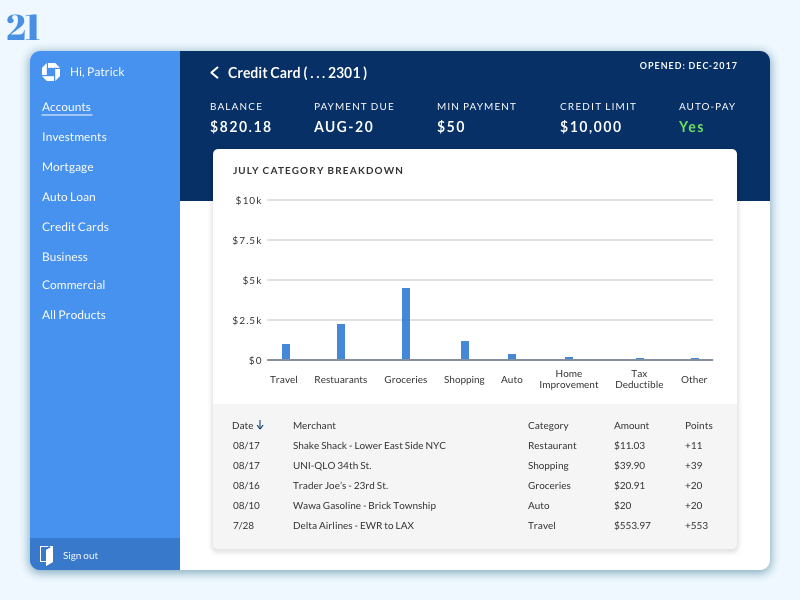 21
Hi, Patrick
Accounts
Investments
Mortgage
Auto Loan
Credit Cards
Business
Commercial
All Products
Sign out
Credit Card (...2301)
OPENED: DEC-2017
BALANCE PAYMENT DUE MIN PAYMENT CREDIT LIMIT AUTO-PAY
$820.18 AUG-20 $50 $10,000 Yes
JULY CATEGORY BREAKDOWN
$10k
$7.5k
$5k
$2.5k
$0
Travel Restuarants Groceries Shopping Auto Home Improvement Tax Deductible Other
Date Merchant Category Amount Points
08/17 Shake Shack - Lower East Side NYC Restaurant $11.03 +11
08/17 UNI-QLO 34th St. Shopping $39.90 +39
08/16 Trader Joe's - 23rd St. Groceries $20.91 +20
08/10 Wawa Gasoline - Brick Township Auto $20 +20
7/28 Delta Airlines - EWR to LAX Travel $553.97 +553